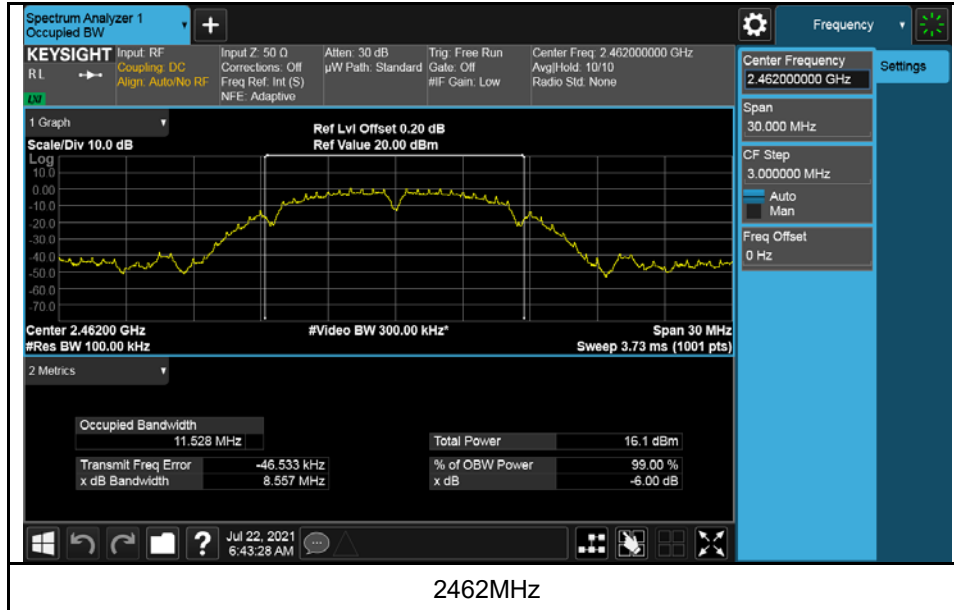 Spectrum Analyzer 1
Occupied BW
+
Frequency
KEYSIGHT
RL
LXI
Input: RF
Coupling: DC
Align: Auto/No RF
Input Z: 50 Ω
Corrections: Off
Freq Ref: Int (S)
NFE: Adaptive
Atten: 30 dB
µW Path: Standard
Trig: Free Run
Gate: Off
#IF Gain: Low
Center Freq: 2.462000000 GHz
Avg|Hold: 10/10
Radio Std: None
Center Frequency
2.462000000 GHz
Settings
Span
30.000 MHz
CF Step
3.000000 MHz
Auto
Man
Freq Offset
0 Hz
1 Graph
Scale/Div 10.0 dB
Ref Lvl Offset 0.20 dB
Ref Value 20.00 dBm
Log
10.0
0.00
-10.0
-20.0
-30.0
-40.0
-50.0
-60.0
-70.0
Center 2.46200 GHz
#Video BW 300.00 kHz*
Span 30 MHz
#Res BW 100.00 kHz
Sweep 3.73 ms (1001 pts)
2 Metrics
Occupied Bandwidth
11.528 MHz
Total Power 16.1 dBm
Transmit Freq Error -46.533 kHz
% of OBW Power 99.00 %
x dB Bandwidth 8.557 MHz
x dB -6.00 dB
?
Jul 22, 2021
6:43:28 AM
2462MHz